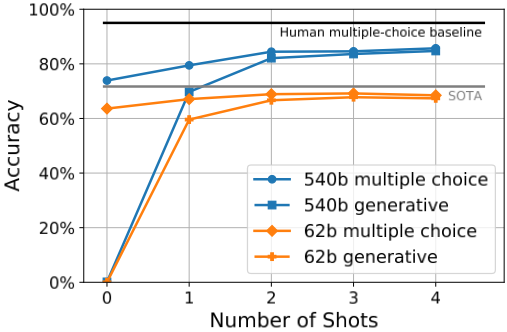 100%
80%
60%
40%
20%
0%
Accuracy
Human multiple-choice baseline
SOTA
540b multiple choice
540b generative
62b multiple choice
62b generative
0 1 2 3 4
Number of Shots